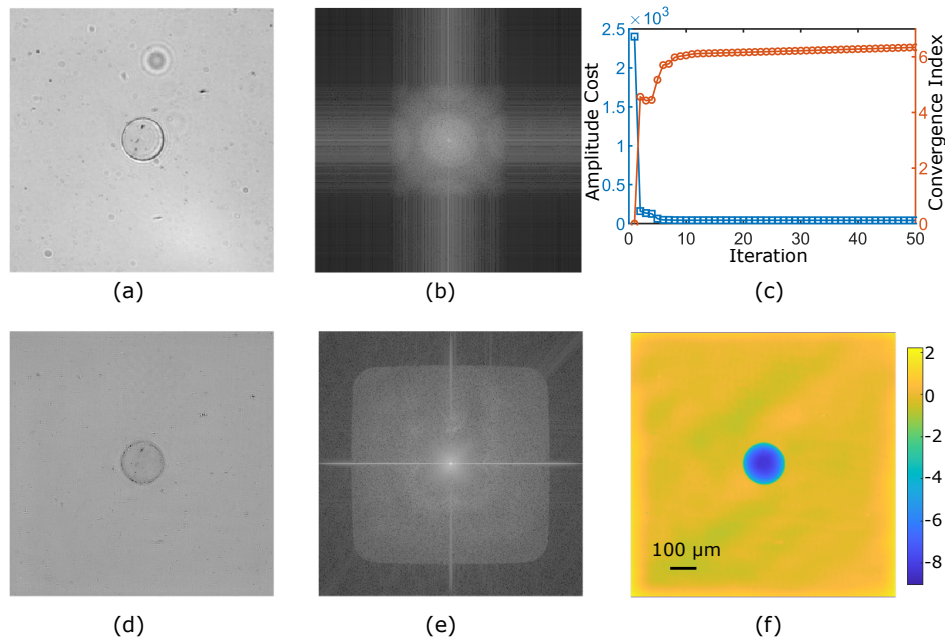 ×10³
2.5
2
1.5
1
0.5
0
Amplitude Cost
6
4
2
0
Convergence Index
0 10 20 30 40 50
Iteration
(a) (b) (c)
2
0
-2
-4
-6
-8
100 µm
(d) (e) (f)